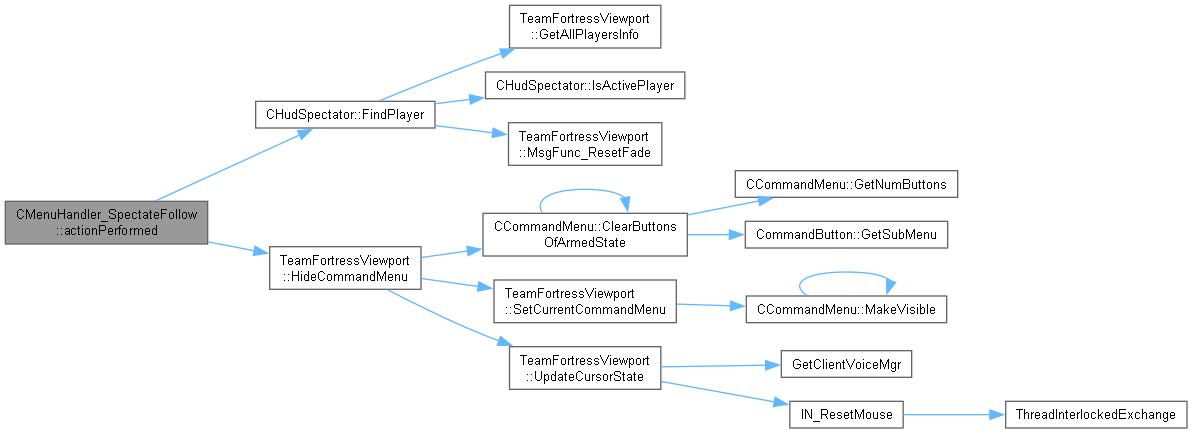 TeamFortressViewport
::GetAllPlayersInfo
CHudSpectator::IsActivePlayer
CHudSpectator::FindPlayer
TeamFortressViewport
::MsgFunc_ResetFade
CCommandMenu::GetNumButtons
CMenuHandler_SpectateFollow
::actionPerformed
CCommandMenu::ClearButtons
OfArmedState
CommandButton::GetSubMenu
TeamFortressViewport
::HideCommandMenu
TeamFortressViewport
::SetCurrentCommandMenu
CCommandMenu::MakeVisible
TeamFortressViewport
::UpdateCursorState
GetClientVoiceMgr
IN_ResetMouse
ThreadInterlockedExchange